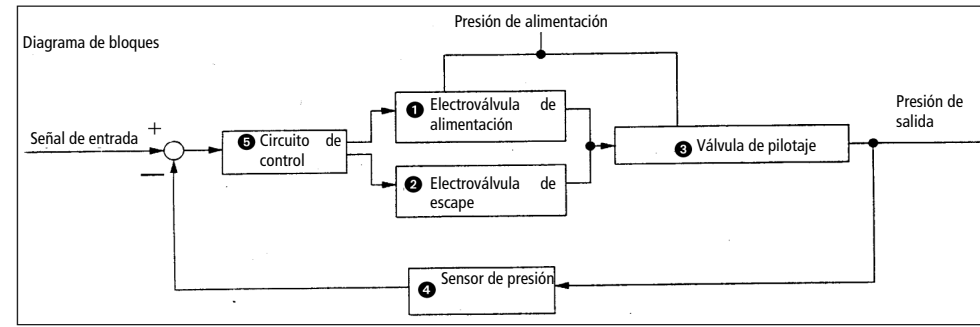 Presión de alimentación
Diagrama de bloques
Señal de entrada
+
—
❺ Circuito de
control
❶ Electroválvula de
alimentación
❷ Electroválvula de
escape
❸ Válvula de pilotaje
Presión de
salida
❹ Sensor de presión